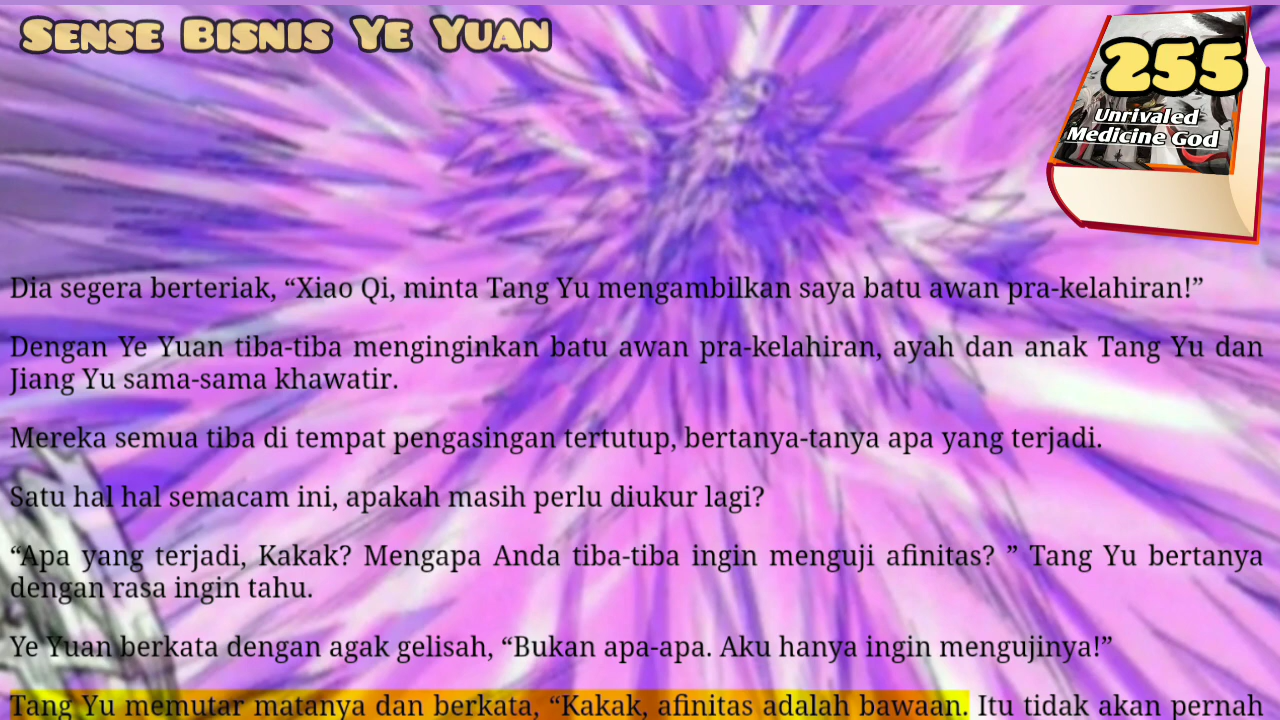 Sense Bisnis Ye Yuan
255
Unrivaled
Medicine God
Dia segera berteriak, “Xiao Qi, minta Tang Yu mengambilkan saya batu awan pra-kelahiran!”
Dengan Ye Yuan tiba-tiba menginginkan batu awan pra-kelahiran, ayah dan anak Tang Yu dan
Jiang Yu sama-sama khawatir.
Mereka semua tiba di tempat pengasingan tertutup, bertanya-tanya apa yang terjadi.
Satu hal hal semacam ini, apakah masih perlu diukur lagi?
“Apa yang terjadi, Kakak? Mengapa Anda tiba-tiba ingin menguji afinitas? ” Tang Yu bertanya
dengan rasa ingin tahu.
Ye Yuan berkata dengan agak gelisah, “Bukan apa-apa. Aku hanya ingin mengujinya!”
Tang Yu memutar matanya dan berkata, “Kakak, afinitas adalah bawaan. Itu tidak akan pernah